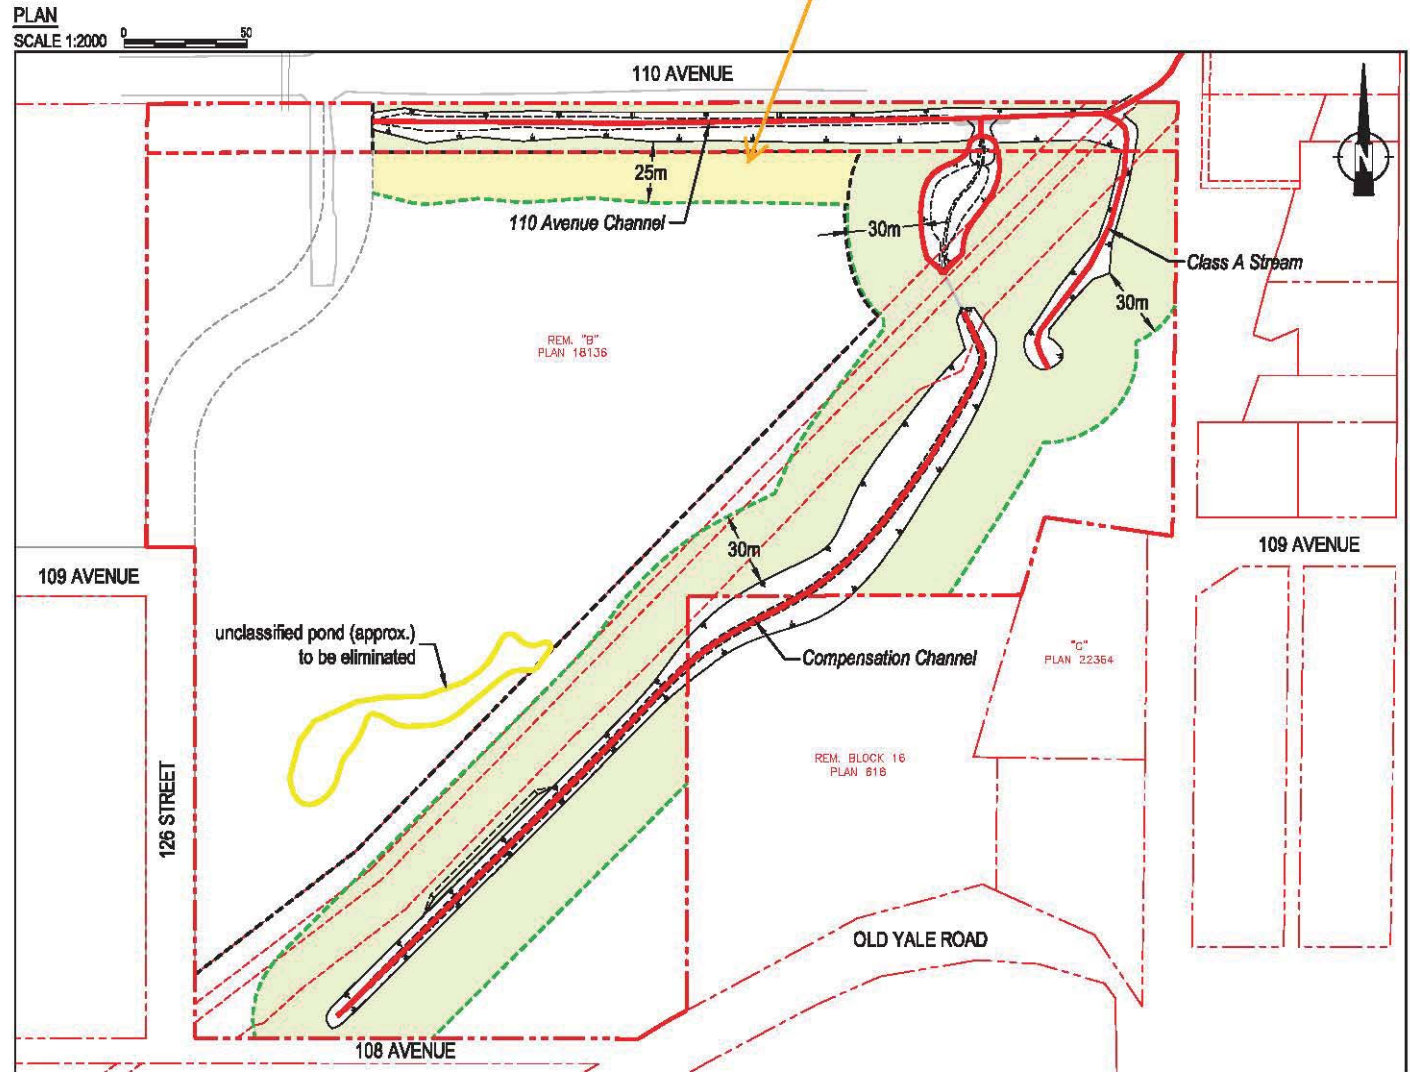 PLAN
SCALE 1:2000
0 50
110 AVENUE
N
25m
110 Avenue Channel
30m
Class A Stream
30m
REM. "B"
PLAN 18136
30m
109 AVENUE
109 AVENUE
unclassified pond (approx.)
to be eliminated
Compensation Channel
"C"
PLAN 22364
REM. BLOCK 16
PLAN 616
126 STREET
OLD YALE ROAD
108 AVENUE